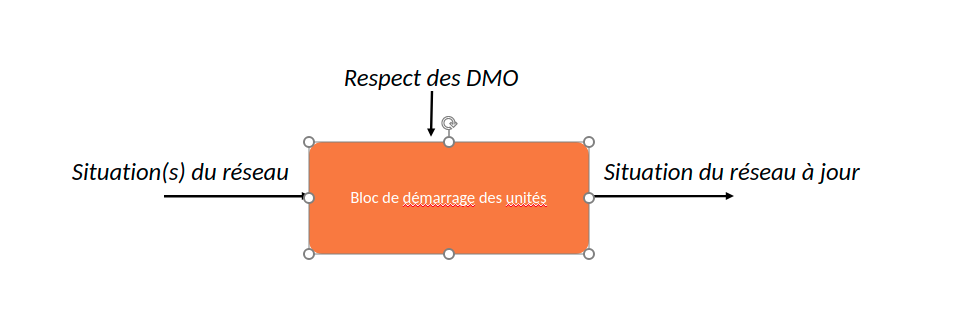 Respect des DMO
Situation(s) du réseau
Bloc de démarrage des unités
Situation du réseau à jour